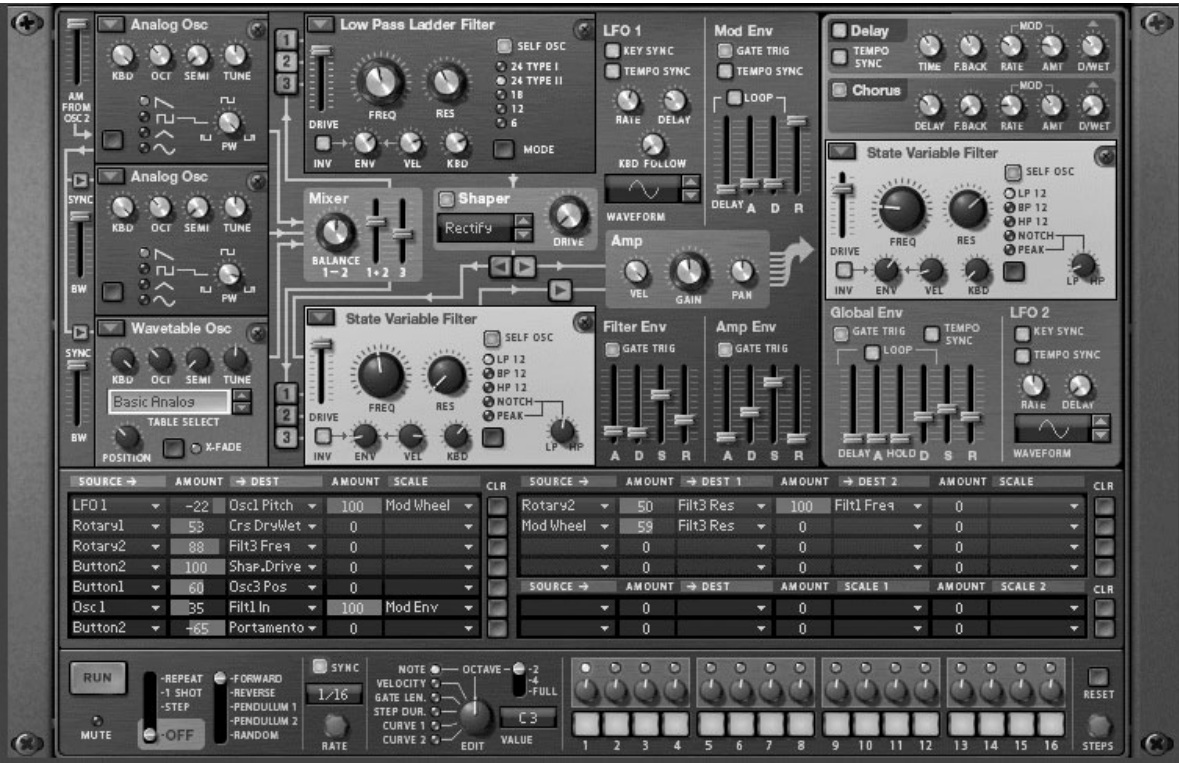 Analog Osc
KBD OCT SEMI TUNE
AM FROM OSC 2
PW
Analog Osc
SYNC
KBD OCT SEMI TUNE
BW
PW
Wavetable Osc
SYNC
KBD OCT SEMI TUNE
Basic Analog
TABLE SELECT
BW
POSITION X-FADE
1
2
3
Low Pass Ladder Filter
SELF OSC
24 TYPE I
24 TYPE II
18
12
6
DRIVE FREQ RES
MODE
INV ENV VEL KBD
Mixer
BALANCE 1-2 1+2 3
Shaper
Rectify
DRIVE
1
2
3
State Variable Filter
SELF OSC
LP 12
BP 12
HP 12
NOTCH
PEAK
DRIVE FREQ RES
INV ENV VEL KBD LP HP
LFO 1
KEY SYNC
TEMPO SYNC
RATE DELAY
KBD FOLLOW
WAVEFORM
Mod Env
GATE TRIG
TEMPO SYNC
LOOP
DELAY A D R
Amp
VEL GAIN PAN
Filter Env
GATE TRIG
A D S R
Amp Env
GATE TRIG
A D S R
Delay
TEMPO SYNC
MOD
TIME F.BACK RATE AMT D/WET
Chorus
MOD
DELAY F.BACK RATE AMT D/WET
State Variable Filter
SELF OSC
LP 12
BP 12
HP 12
NOTCH
PEAK
DRIVE FREQ RES
INV ENV VEL KBD LP HP
Global Env
GATE TRIG TEMPO SYNC
LOOP
DELAY A HOLD D S R
LFO 2
KEY SYNC
TEMPO SYNC
RATE DELAY
WAVEFORM
SOURCE → AMOUNT → DEST AMOUNT SCALE CLR
LFO 1 -22 Osc1 Pitch 100 Mod Wheel
Rotary1 53 Crs DryWet 0
Rotary2 88 Filt3 Freq 0
Button2 100 Shap.Drive 0
Button1 60 Osc3 Pos 0
Osc 1 35 Filt1 In 100 Mod Env
Button2 -65 Portamento 0
SOURCE → AMOUNT → DEST 1 AMOUNT → DEST 2 AMOUNT SCALE CLR
Rotary2 50 Filt3 Res 100 Filt1 Freq 0
Mod Wheel 59 Filt3 Res 0 0
0 0 0
0 0 0
SOURCE → AMOUNT → DEST AMOUNT SCALE 1 AMOUNT SCALE 2 CLR
0 0 0
0 0 0
RUN
MUTE
-REPEAT
-1 SHOT
-STEP
-OFF
-FORWARD
-REVERSE
-PENDULUM 1
-PENDULUM 2
-RANDOM
SYNC
1/16
RATE
NOTE
VELOCITY
GATE LEN.
STEP DUR.
CURVE 1
CURVE 2
EDIT
OCTAVE -2
-4
-FULL
C 3
VALUE
1 2 3 4 5 6 7 8 9 10 11 12 13 14 15 16
RESET
STEPS